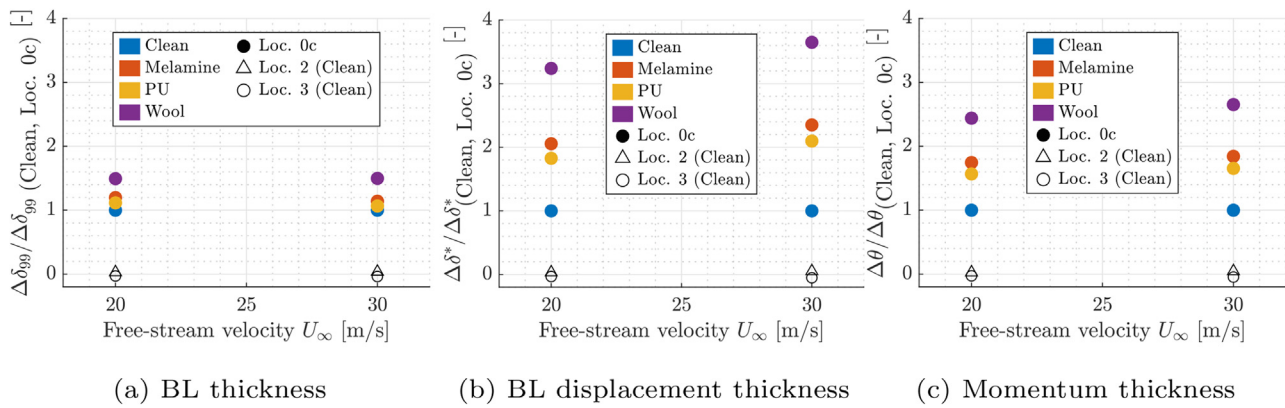 Δδ99/Δδ99 (Clean, Loc. 0c) [-]
4
3
2
1
0
Clean
Melamine
PU
Wool
Loc. 0c
Loc. 2 (Clean)
Loc. 3 (Clean)
20 25 30
Free-stream velocity U∞ [m/s]
(a) BL thickness
Δδ*/Δδ*(Clean, Loc. 0c) [-]
4
3
2
1
0
Clean
Melamine
PU
Wool
Loc. 0c
Loc. 2 (Clean)
Loc. 3 (Clean)
20 25 30
Free-stream velocity U∞ [m/s]
(b) BL displacement thickness
Δθ/Δθ(Clean, Loc. 0c) [-]
4
3
2
1
0
Clean
Melamine
PU
Wool
Loc. 0c
Loc. 2 (Clean)
Loc. 3 (Clean)
20 25 30
Free-stream velocity U∞ [m/s]
(c) Momentum thickness